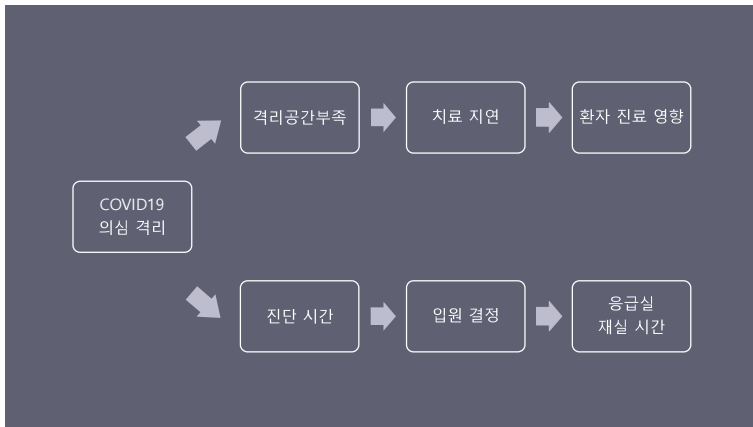 격리공간부족
치료 지연
환자 진료 영향
COVID19
의심 격리
진단 시간
입원 결정
응급실
재실 시간